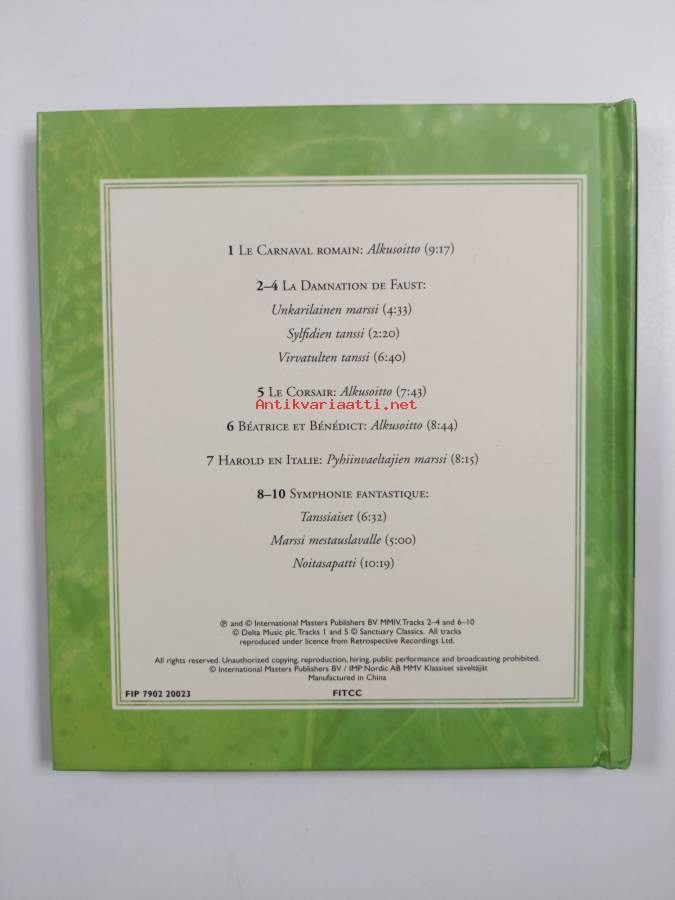 1 Le Carnaval romain: Alkusoitto (9:17)
2–4 La Damnation de Faust:
Unkarilainen marssi (4:33)
Sylfidien tanssi (2:20)
Virvatulten tanssi (6:40)
5 Le Corsair: Alkusoitto (7:43)
Antikvariaatti.net
6 Béatrice et Bénédict: Alkusoitto (8:44)
7 Harold en Italie: Pyhiinvaeltajien marssi (8:15)
8–10 Symphonie fantastique:
Tanssiaiset (6:32)
Marssi mestauslavalle (5:00)
Noitasapatti (10:19)
℗ and © International Masters Publishers BV MMIV. Tracks 2–4 and 6–10
© Delta Music plc. Tracks 1 and 5 © Sanctuary Classics. All tracks
reproduced under licence from Retrospective Recordings Ltd.
All rights reserved. Unauthorized copying, reproduction, hiring, public performance and broadcasting prohibited.
© International Masters Publishers BV / IMP Nordic AB MMV Klassiset säveltäjät
Manufactured in China
FIP 7902 20023 FITCC